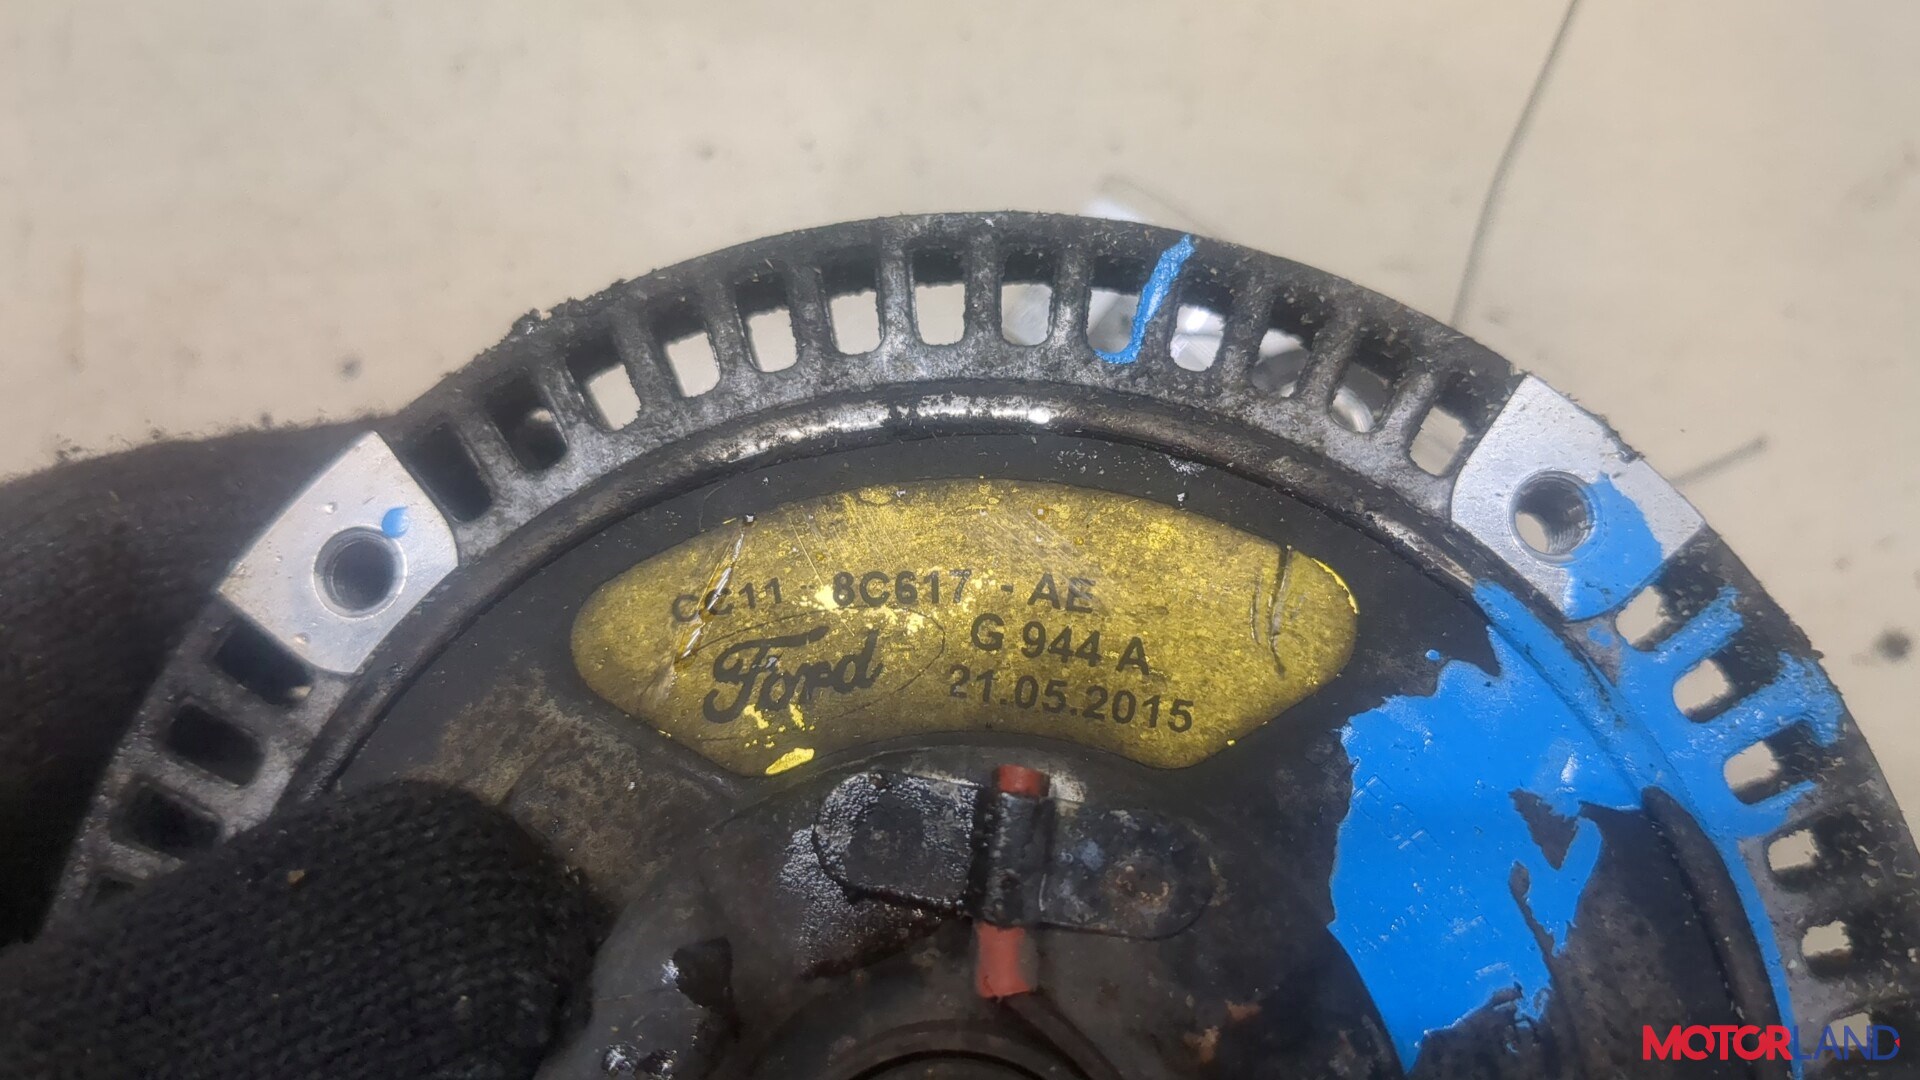 CC11 - 8C617 - AE
Ford G 944 A
21.05.2015
MOTORLAND